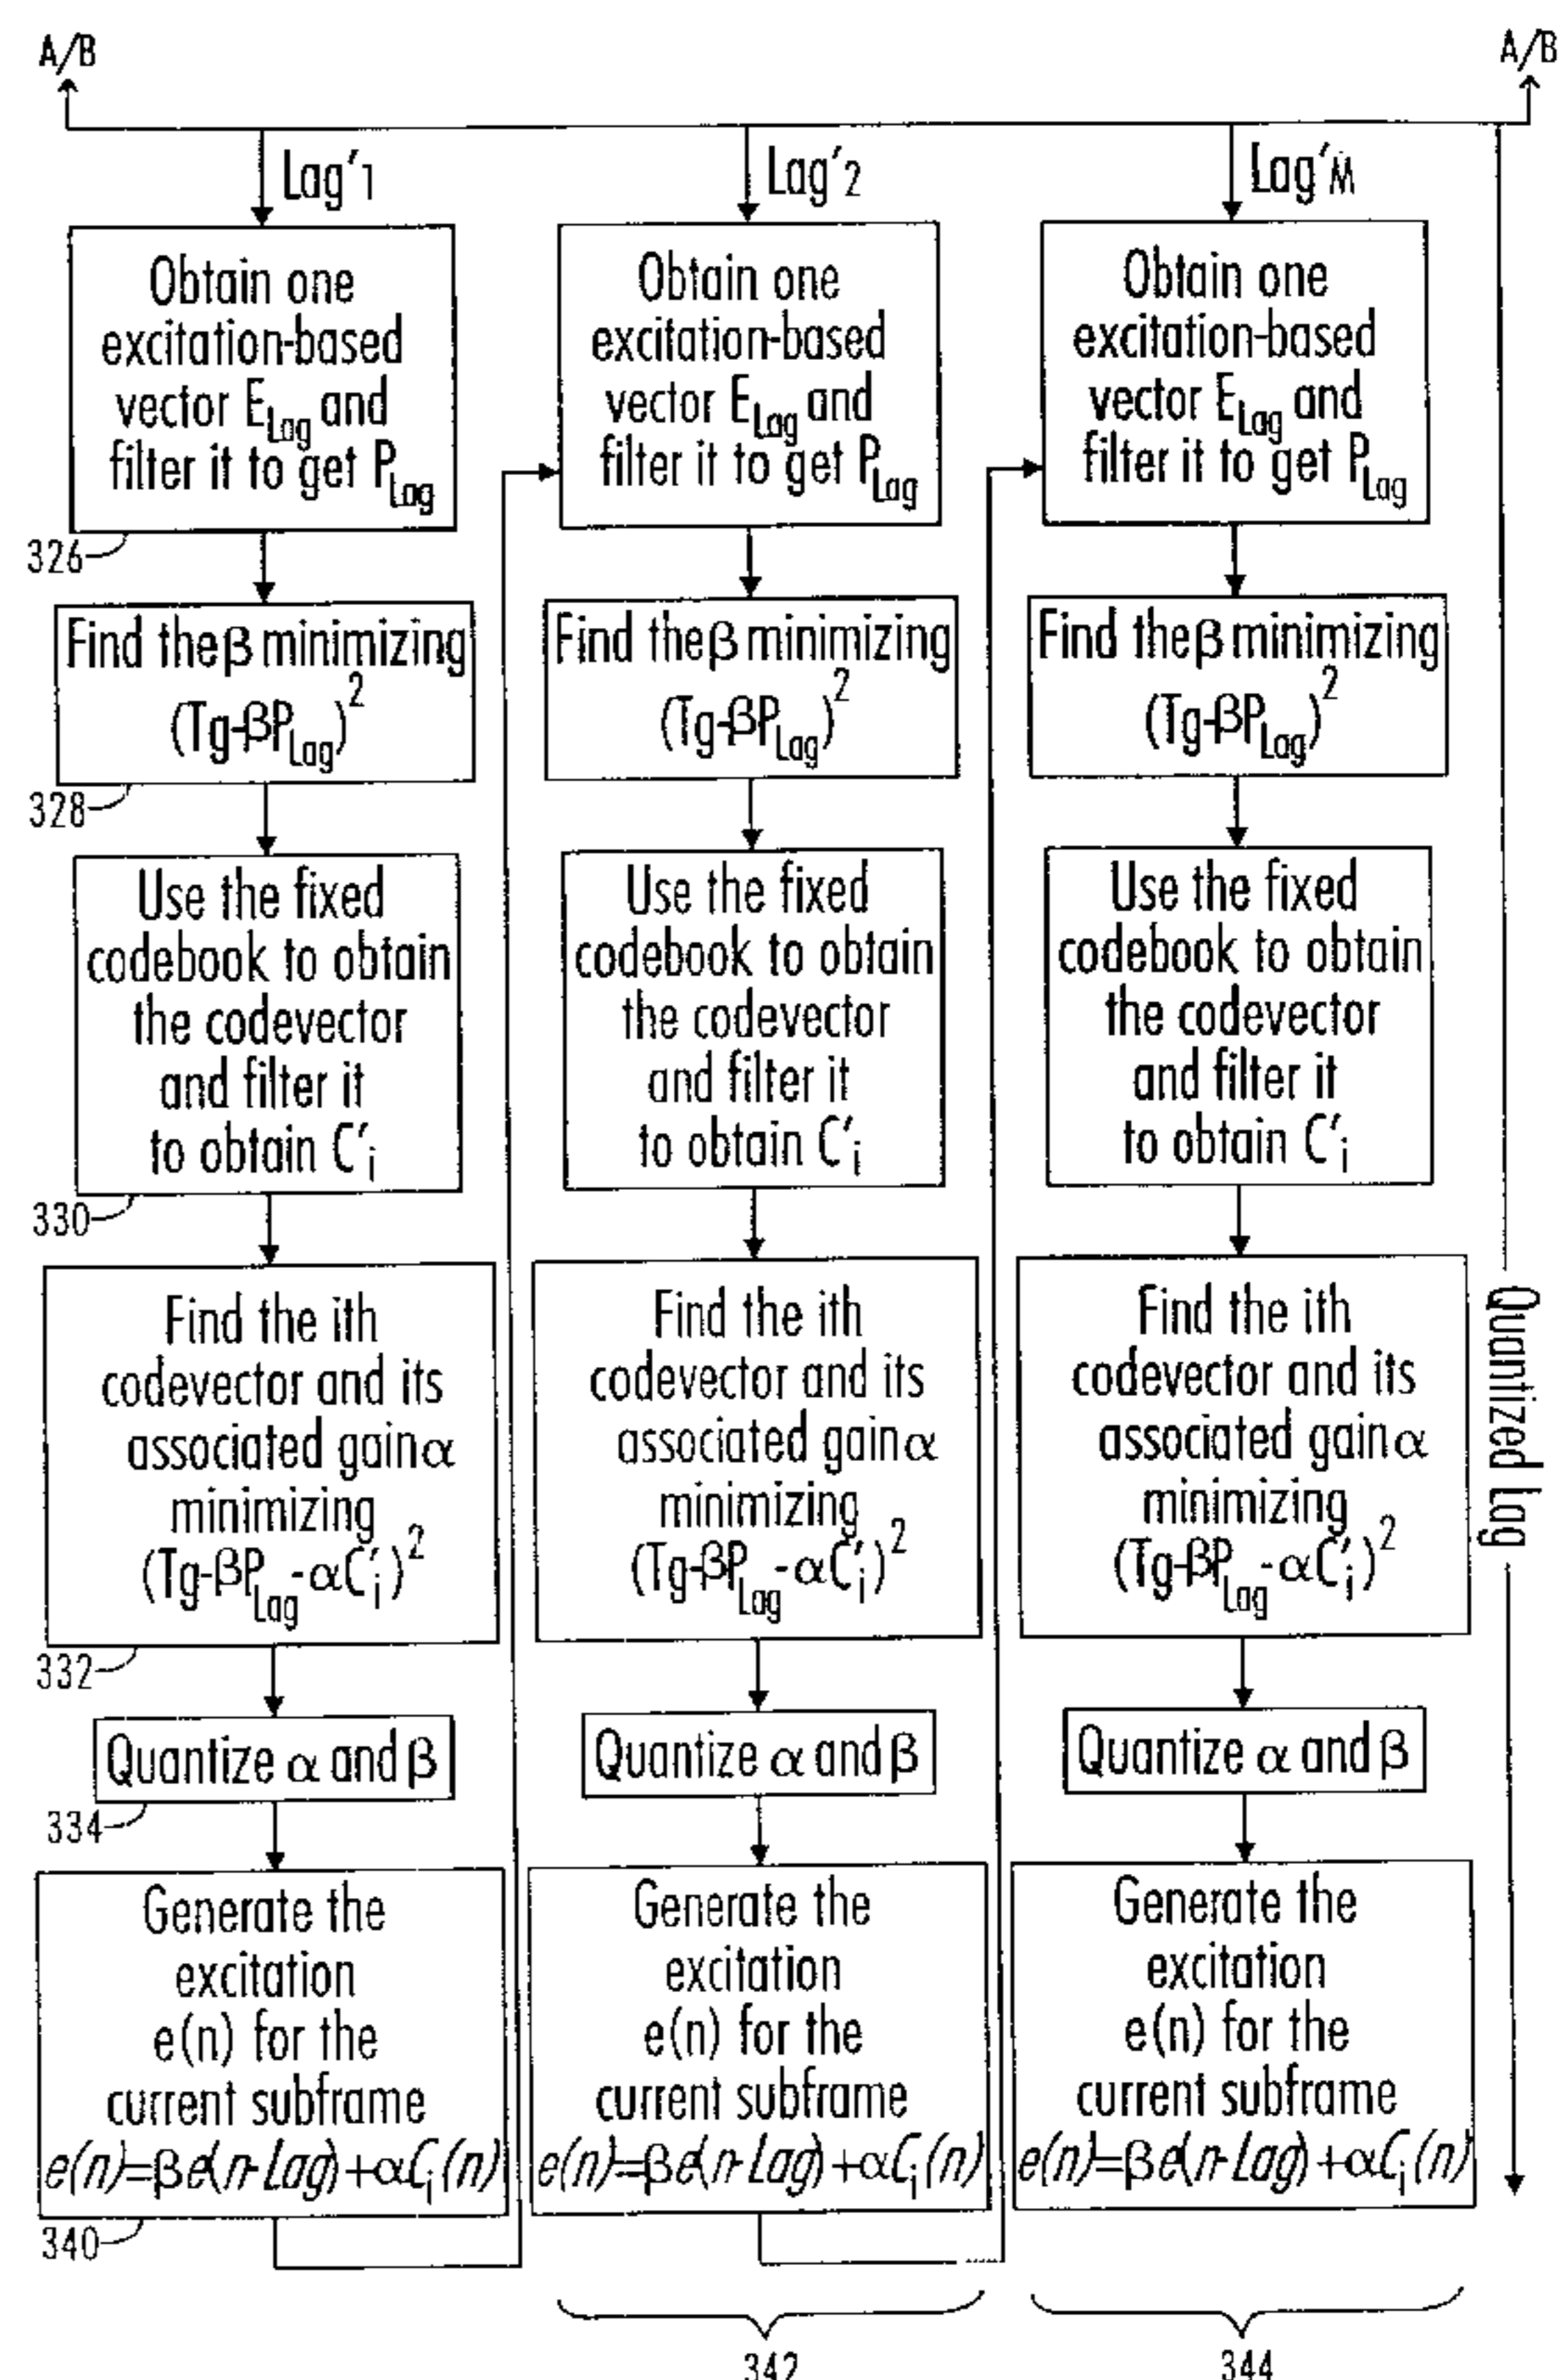 A/B
A/B
Lag'1
Lag'2
Lag'M
Obtain one
excitation-based
vector E_Lag and
filter it to get P_Lag
326
Find the β minimizing
(Tg-βP_Lag)²
328
Use the fixed
codebook to obtain
the codevector
and filter it
to obtain C'_i
330
Find the ith
codevector and its
associated gain α
minimizing
(Tg-βP_Lag-αC'_i)²
332
Quantize α and β
334
Generate the
excitation
e(n) for the
current subframe
e(n)=βe(n-Lag)+αC_i(n)
340
Obtain one
excitation-based
vector E_Lag and
filter it to get P_Lag
Find the β minimizing
(Tg-βP_Lag)²
Use the fixed
codebook to obtain
the codevector
and filter it
to obtain C'_i
Find the ith
codevector and its
associated gain α
minimizing
(Tg-βP_Lag-αC'_i)²
Quantize α and β
Generate the
excitation
e(n) for the
current subframe
e(n)=βe(n-Lag)+αC_i(n)
342
Obtain one
excitation-based
vector E_Lag and
filter it to get P_Lag
Find the β minimizing
(Tg-βP_Lag)²
Use the fixed
codebook to obtain
the codevector
and filter it
to obtain C'_i
Find the ith
codevector and its
associated gain α
minimizing
(Tg-βP_Lag-αC'_i)²
Quantize α and β
Generate the
excitation
e(n) for the
current subframe
e(n)=βe(n-Lag)+αC_i(n)
344
Quantized Lag